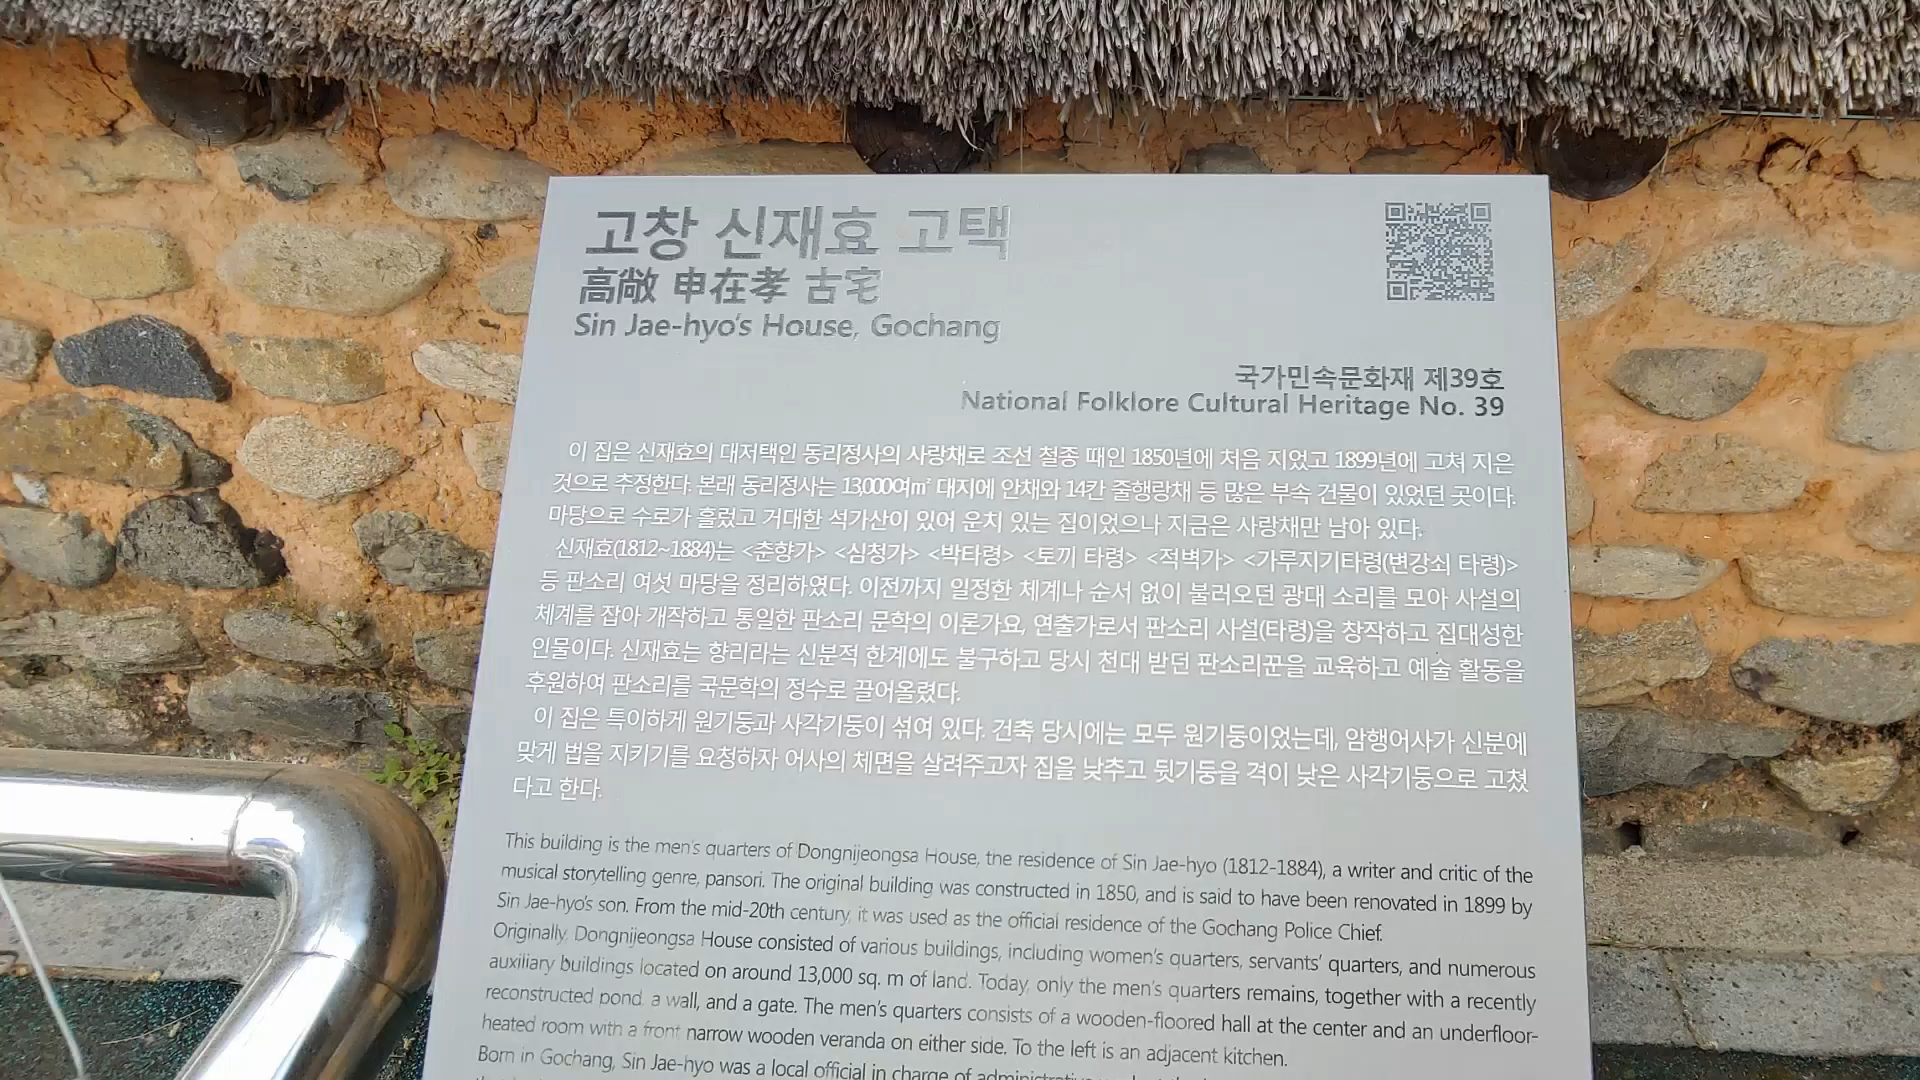 고창 신재효 고택
高敞 申在孝 古宅
Sin Jae-hyo's House, Gochang
국가민속문화재 제39호
National Folklore Cultural Heritage No. 39
이 집은 신재효의 대저택인 동리정사의 사랑채로 조선 철종 때인 1850년에 처음 지었고 1899년에 고쳐 지은
것으로 추정한다. 본래 동리정사는 13,000여㎡ 대지에 안채와 14칸 줄행랑채 등 많은 부속 건물이 있었던 곳이다.
마당으로 수로가 흘렀고 거대한 석가산이 있어 운치 있는 집이었으나 지금은 사랑채만 남아 있다.
신재효(1812~1884)는 <춘향가> <심청가> <박타령> <토끼 타령> <적벽가> <가루지기타령(변강쇠 타령)>
등 판소리 여섯 마당을 정리하였다. 이전까지 일정한 체계나 순서 없이 불러오던 광대 소리를 모아 사설의
체계를 잡아 개작하고 통일한 판소리 문학의 이론가요, 연출가로서 판소리 사설(타령)을 창작하고 집대성한
인물이다. 신재효는 향리라는 신분적 한계에도 불구하고 당시 천대 받던 판소리꾼을 교육하고 예술 활동을
후원하여 판소리를 국문학의 정수로 끌어올렸다.
이 집은 특이하게 원기둥과 사각기둥이 섞여 있다. 건축 당시에는 모두 원기둥이었는데, 암행어사가 신분에
맞게 법을 지키기를 요청하자 어사의 체면을 살려주고자 집을 낮추고 뒷기둥을 격이 낮은 사각기둥으로 고쳤
다고 한다.
This building is the men's quarters of Dongnijeongsa House, the residence of Sin Jae-hyo (1812-1884), a writer and critic of the
musical storytelling genre, pansori. The original building was constructed in 1850, and is said to have been renovated in 1899 by
Sin Jae-hyo's son. From the mid-20th century, it was used as the official residence of the Gochang Police Chief.
Originally, Dongnijeongsa House consisted of various buildings, including women's quarters, servants' quarters, and numerous
auxiliary buildings located on around 13,000 sq. m of land. Today, only the men's quarters remains, together with a recently
reconstructed pond, a wall, and a gate. The men's quarters consists of a wooden-floored hall at the center and an underfloor-
heated room with a front narrow wooden veranda on either side. To the left is an adjacent kitchen.
Born in Gochang, Sin Jae-hyo was a local official in charge of